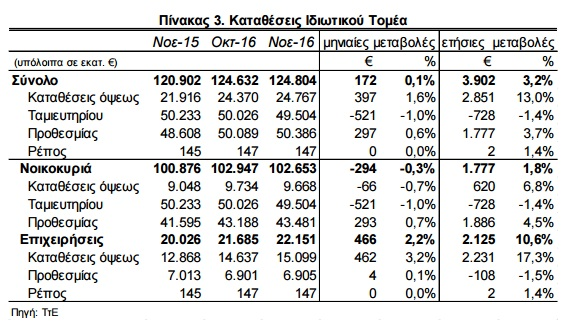 Πίνακας 3. Καταθέσεις Ιδιωτικού Τομέα
Νοε-15 Οκτ-16 Νοε-16 μηνιαίες μεταβολές ετήσιες μεταβολές
(υπόλοιπα σε εκατ. €) € % € %
Σύνολο 120.902 124.632 124.804 172 0,1% 3.902 3,2%
Καταθέσεις όψεως 21.916 24.370 24.767 397 1,6% 2.851 13,0%
Ταμιευτηρίου 50.233 50.026 49.504 -521 -1,0% -728 -1,4%
Προθεσμίας 48.608 50.089 50.386 297 0,6% 1.777 3,7%
Ρέπος 145 147 147 0 0,0% 2 1,4%
Νοικοκυριά 100.876 102.947 102.653 -294 -0,3% 1.777 1,8%
Καταθέσεις όψεως 9.048 9.734 9.668 -66 -0,7% 620 6,8%
Ταμιευτηρίου 50.233 50.026 49.504 -521 -1,0% -728 -1,4%
Προθεσμίας 41.595 43.188 43.481 293 0,7% 1.886 4,5%
Επιχειρήσεις 20.026 21.685 22.151 466 2,2% 2.125 10,6%
Καταθέσεις όψεως 12.868 14.637 15.099 462 3,2% 2.231 17,3%
Προθεσμίας 7.013 6.901 6.905 4 0,1% -108 -1,5%
Ρέπος 145 147 147 0 0,0% 2 1,4%
Πηγή: ΤτΕ